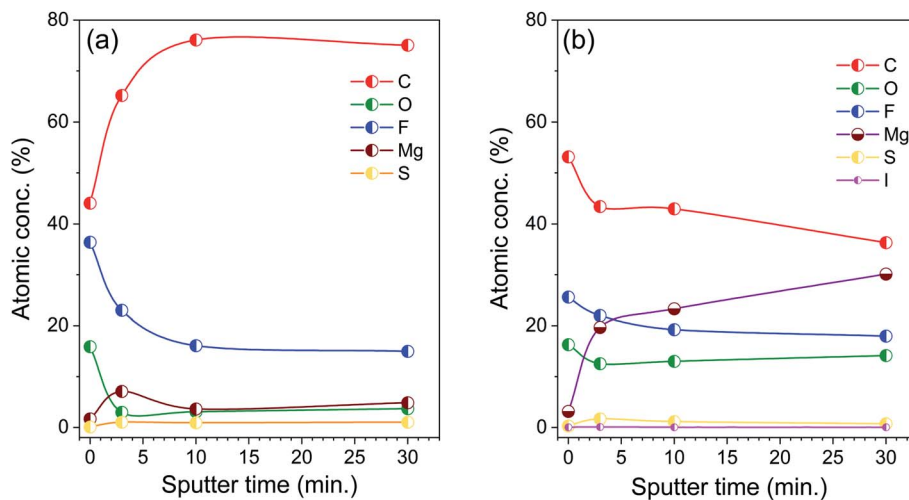 (a)
C
O
F
Mg
S
80
60
40
20
0
Atomic conc. (%)
0 5 10 15 20 25 30
Sputter time (min.)
(b)
C
O
F
Mg
S
I
80
60
40
20
0
Atomic conc. (%)
0 5 10 15 20 25 30
Sputter time (min.)